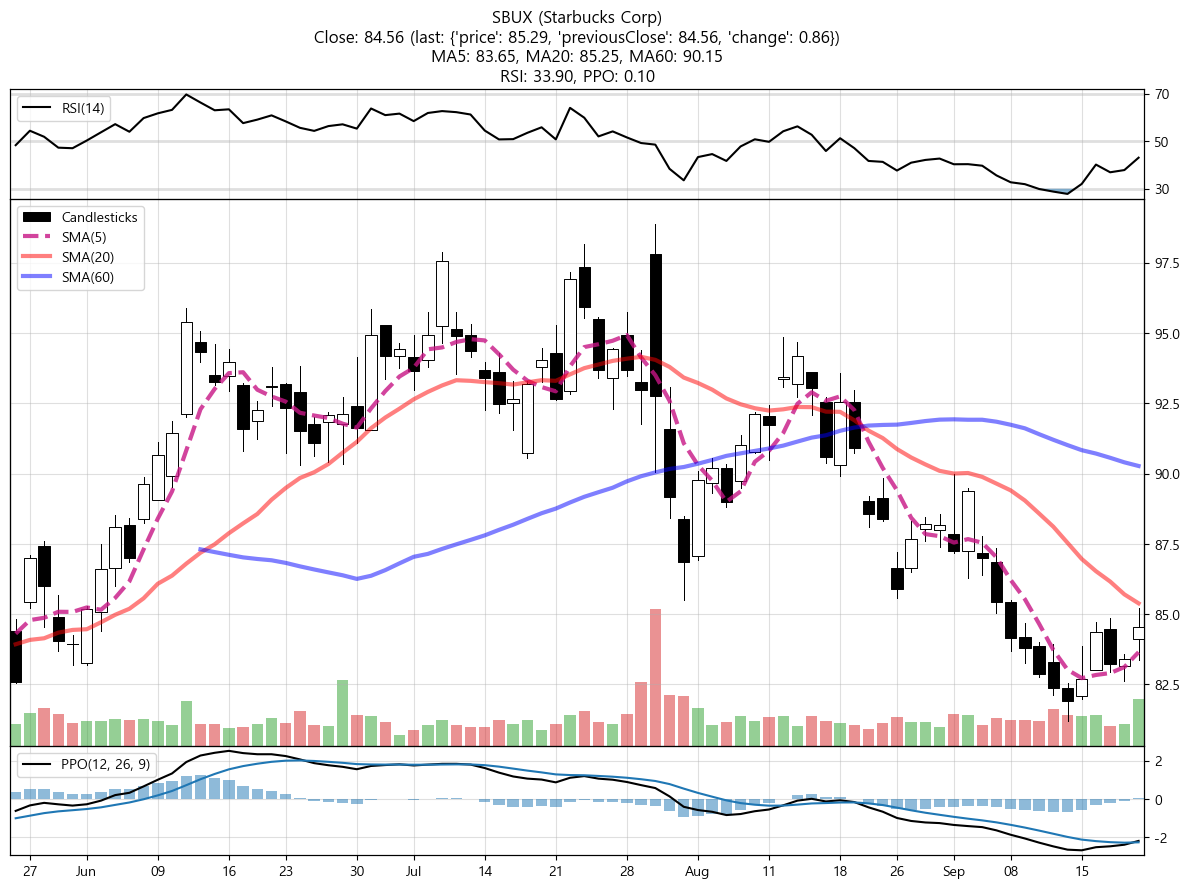 SBUX (Starbucks Corp)
Close: 84.56 (last: {'price': 85.29, 'previousClose': 84.56, 'change': 0.86})
MA5: 83.65, MA20: 85.25, MA60: 90.15
RSI: 33.90, PPO: 0.10
RSI(14)
70
50
30
Candlesticks
SMA(5)
SMA(20)
SMA(60)
97.5
95.0
92.5
90.0
87.5
85.0
82.5
PPO(12, 26, 9)
2
0
-2
27 Jun 09 16 23 30 Jul 14 21 28 Aug 11 18 26 Sep 08 15